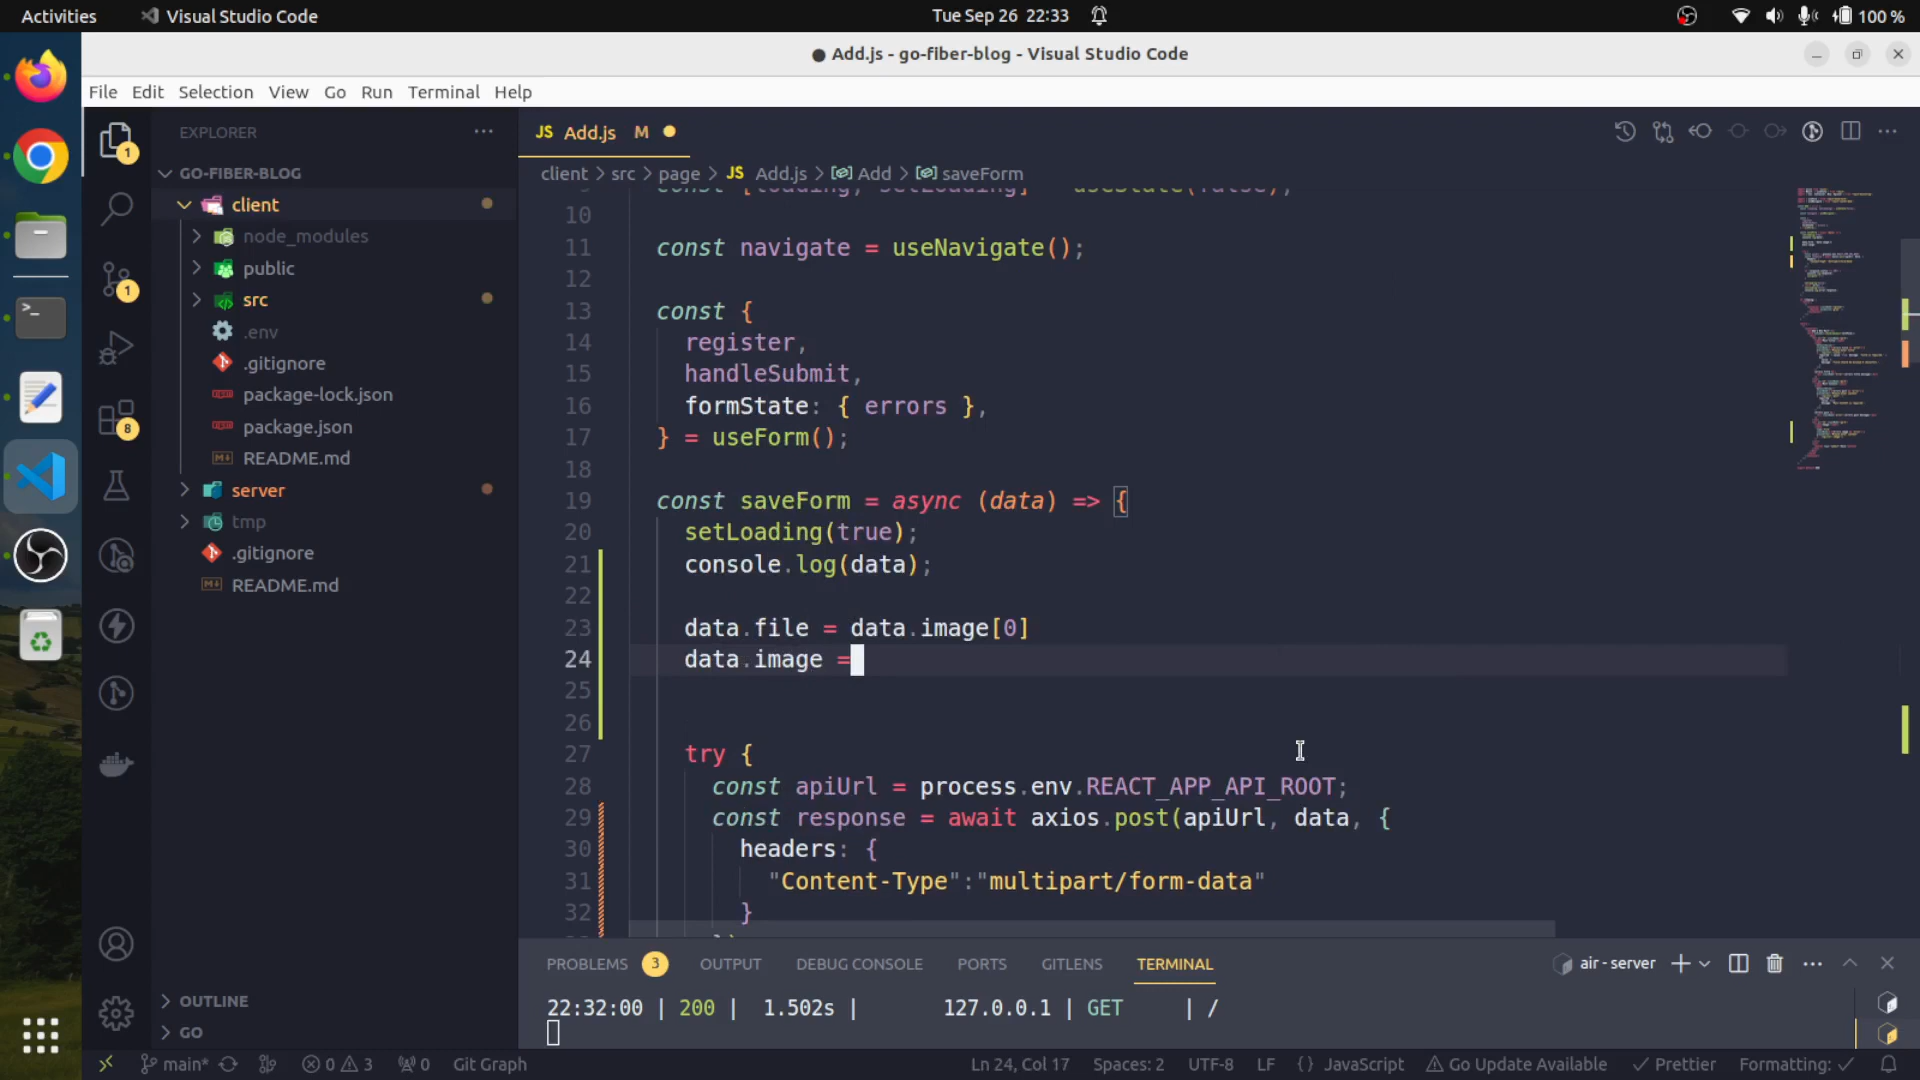 Activities Visual Studio Code Tue Sep 26 22:33 100 %
Add.js - go-fiber-blog - Visual Studio Code
File Edit Selection View Go Run Terminal Help
EXPLORER
GO-FIBER-BLOG
client
node_modules
public
src
.env
.gitignore
package-lock.json
package.json
README.md
server
tmp
.gitignore
README.md
OUTLINE
GO
1
1
8
JS Add.js M
client > src > page > JS Add.js > Add > saveForm
const [loading, setLoading] = useState(false);
10
11 const navigate = useNavigate();
12
13 const {
14 register,
15 handleSubmit,
16 formState: { errors },
17 } = useForm();
18
19 const saveForm = async (data) => {
20 setLoading(true);
21 console.log(data);
22
23 data.file = data.image[0]
24 data.image =
25
26
27 try {
28 const apiUrl = process.env.REACT_APP_API_ROOT;
29 const response = await axios.post(apiUrl, data, {
30 headers: {
31 "Content-Type":"multipart/form-data"
32 }
PROBLEMS 3 OUTPUT DEBUG CONSOLE PORTS GITLENS TERMINAL air - server
22:32:00 | 200 | 1.502s | 127.0.0.1 | GET | /
main* 0 3 0 Git Graph Ln 24, Col 17 Spaces: 2 UTF-8 LF {} JavaScript Go Update Available Prettier Formatting: